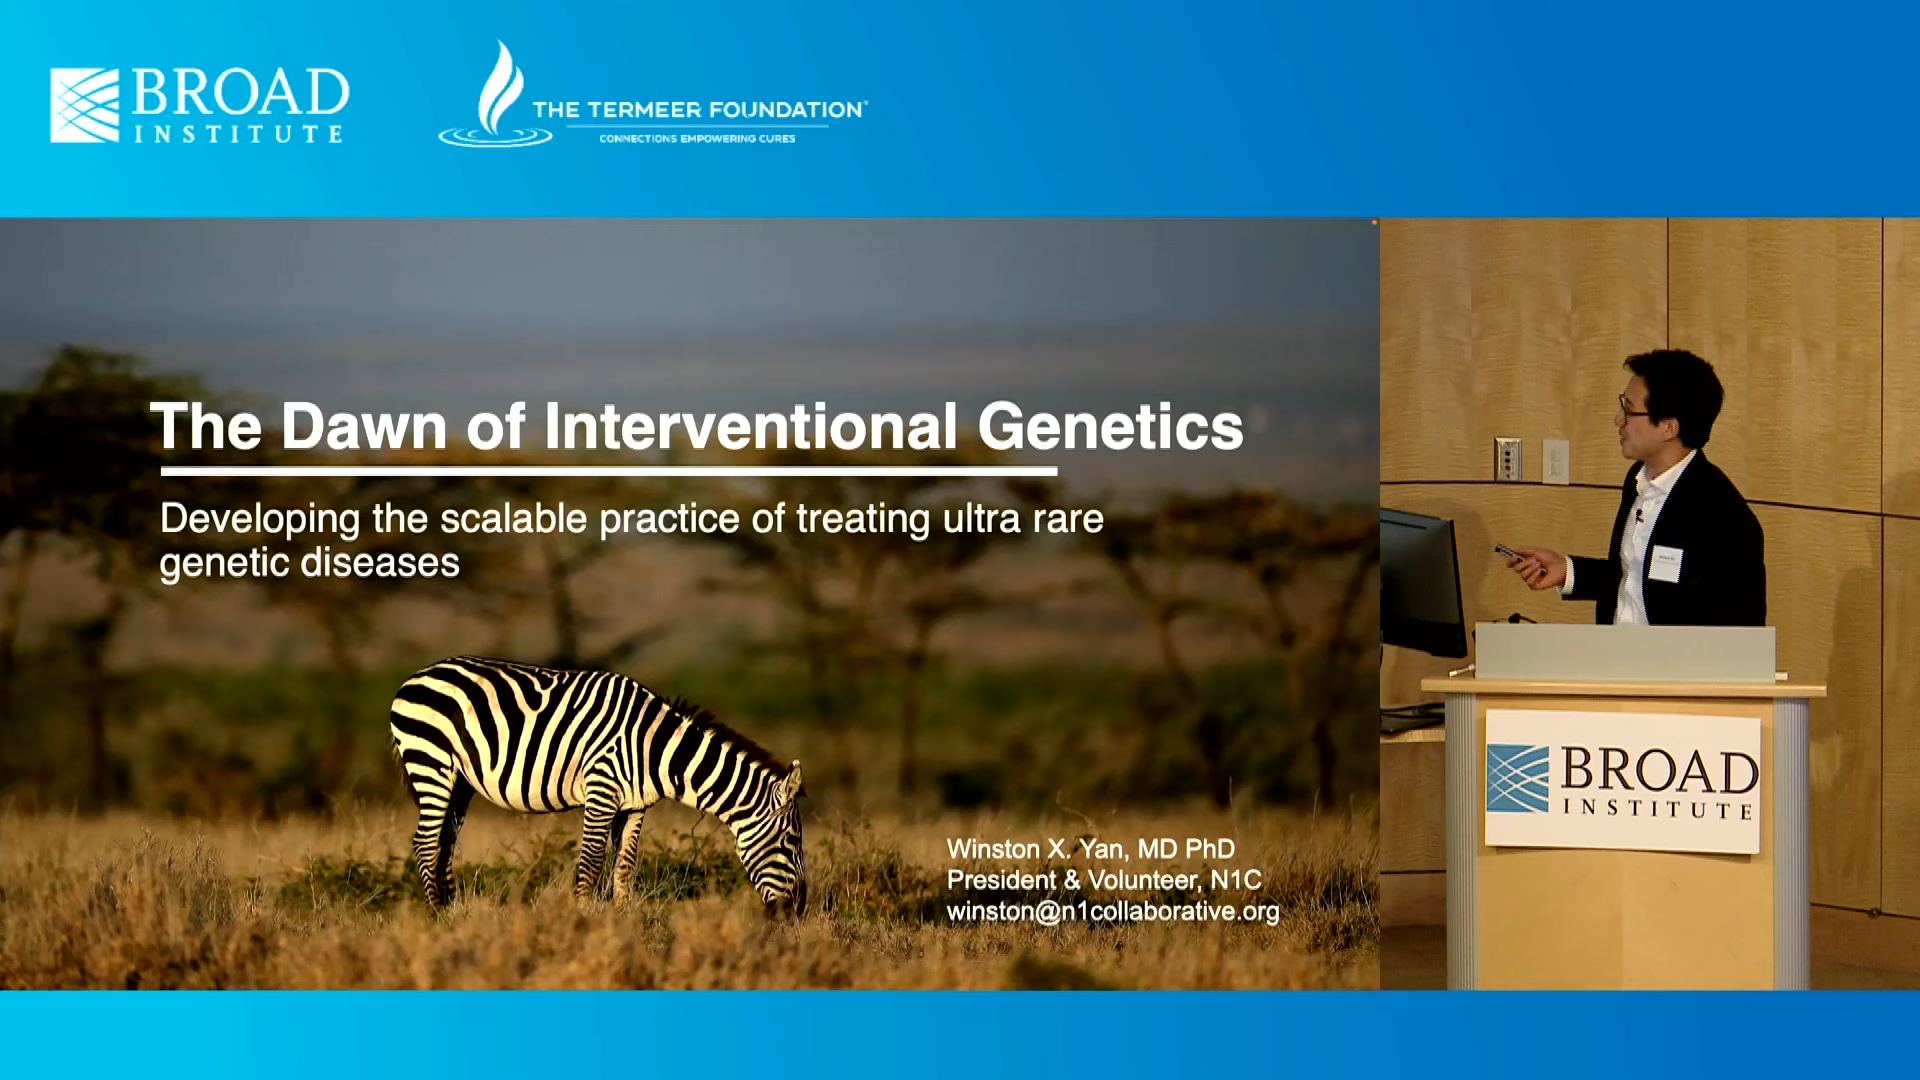 BROAD
INSTITUTE
THE TERMEER FOUNDATION
CONNECTIONS EMPOWERING CURES
The Dawn of Interventional Genetics
Developing the scalable practice of treating ultra rare
genetic diseases
Winston X. Yan, MD PhD
President & Volunteer, N1C
winston@n1collaborative.org
BROAD
INSTITUTE